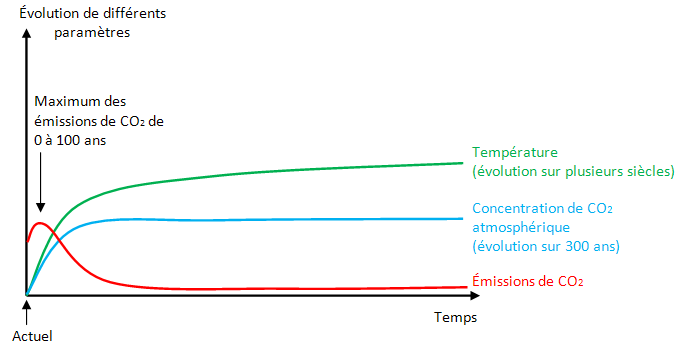 Évolution de différents
paramètres
Maximum des
émissions de CO₂ de
0 à 100 ans
Température
(évolution sur plusieurs siècles)
Concentration de CO₂
atmosphérique
(évolution sur 300 ans)
Émissions de CO₂
Temps
Actuel